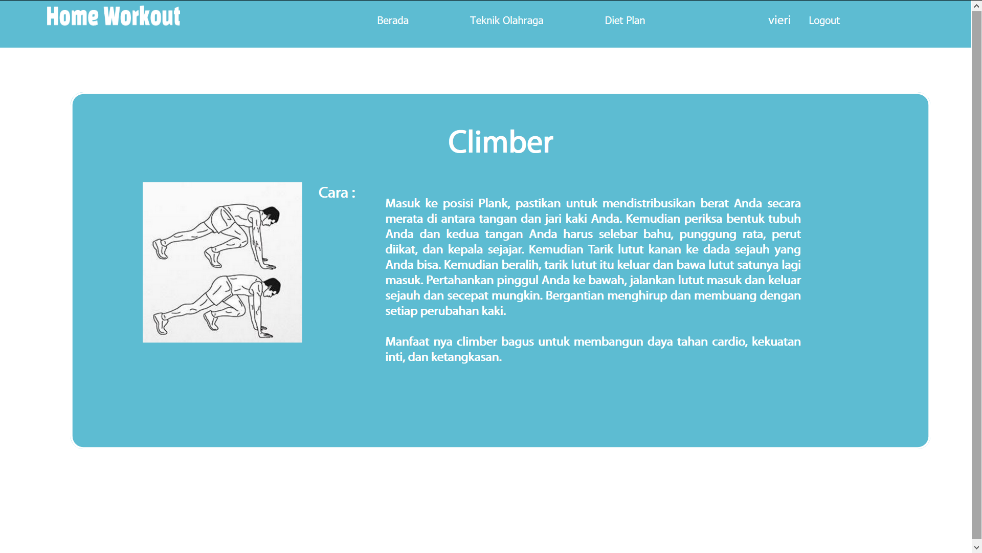 Home Workout
Berada
Teknik Olahraga
Diet Plan
vieri
Logout
Climber
Cara :
Masuk ke posisi Plank, pastikan untuk mendistribusikan berat Anda secara
merata di antara tangan dan jari kaki Anda. Kemudian periksa bentuk tubuh
Anda dan kedua tangan Anda harus selebar bahu, punggung rata, perut
diikat, dan kepala sejajar. Kemudian Tarik lutut kanan ke dada sejauh yang
Anda bisa. Kemudian beralih, tarik lutut itu keluar dan bawa lutut satunya lagi
masuk. Pertahankan pinggul Anda ke bawah, jalankan lutut masuk dan keluar
sejauh dan secepat mungkin. Bergantian menghirup dan membuang dengan
setiap perubahan kaki.
Manfaat nya climber bagus untuk membangun daya tahan cardio, kekuatan
inti, dan ketangkasan.